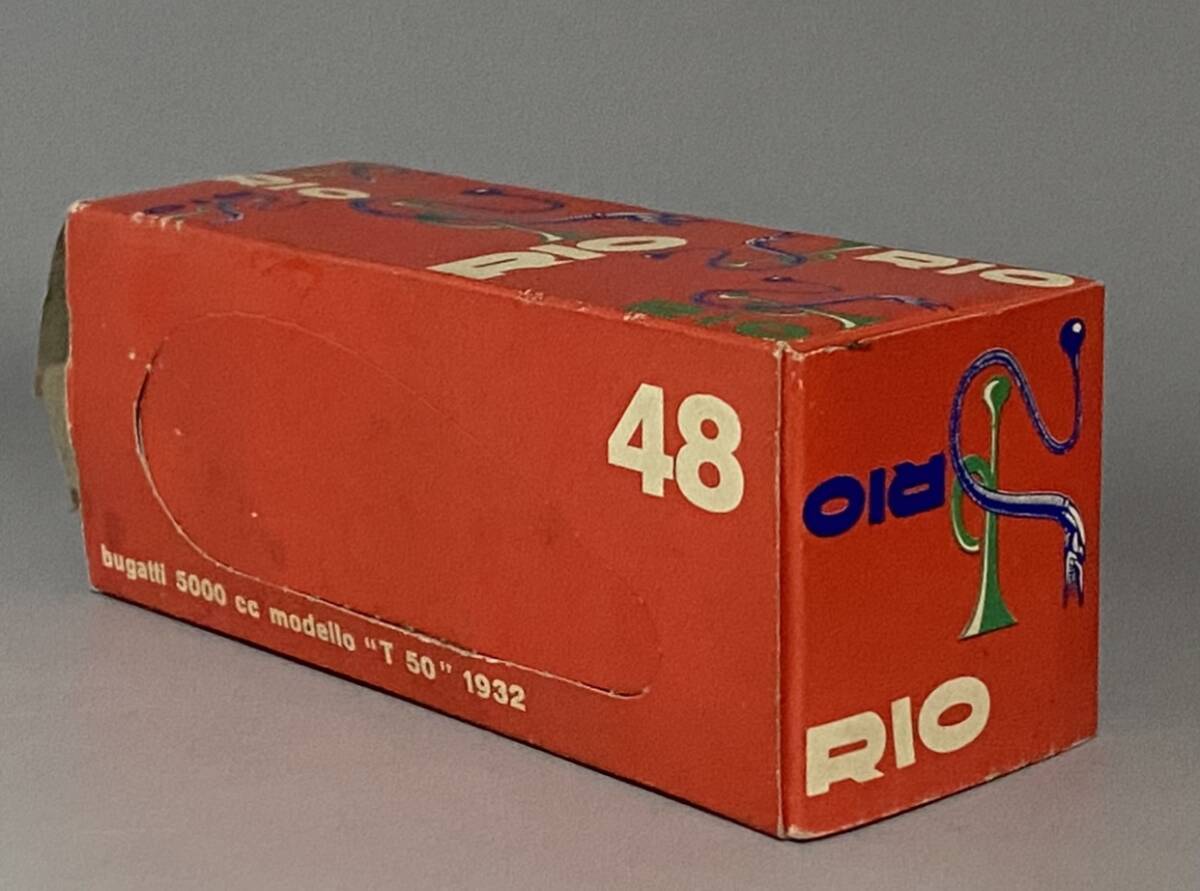 RIO
RIO
RIO
48
bugatti 5000 cc modello "T 50" 1932
RIO
RIO